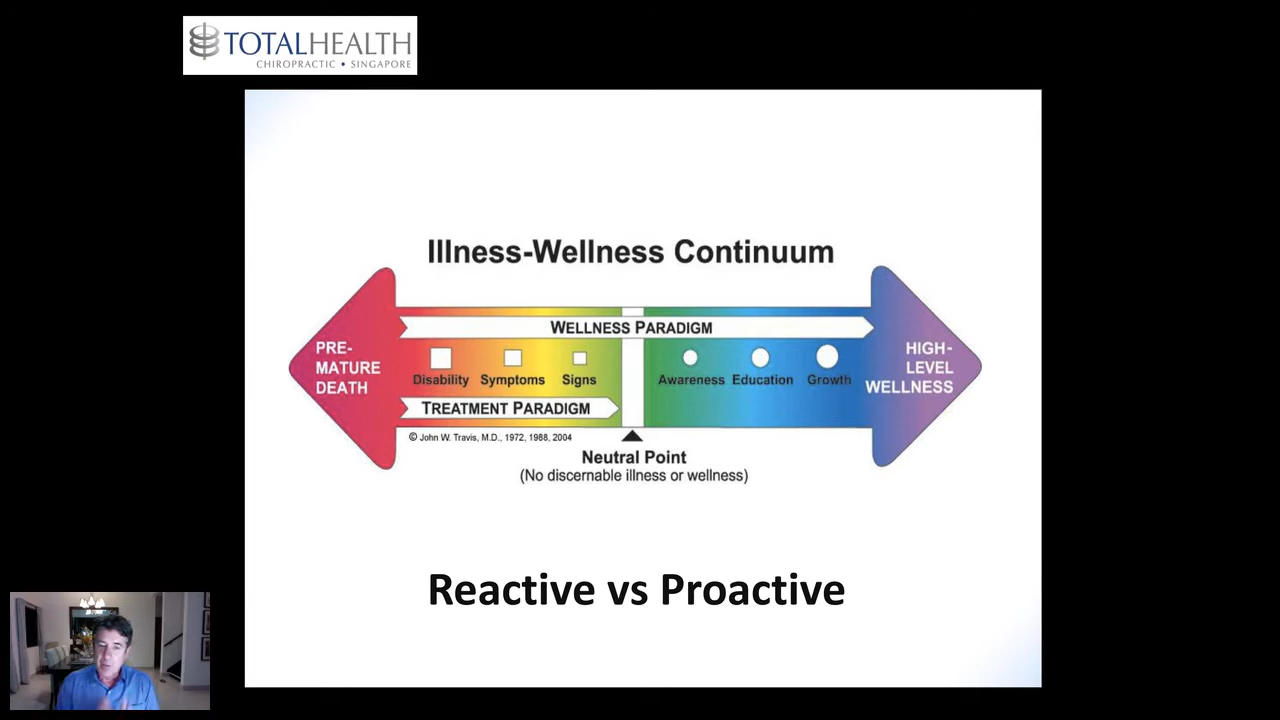 TOTALHEALTH
CHIROPRACTIC • SINGAPORE
Illness-Wellness Continuum
WELLNESS PARADIGM
PRE-
MATURE
DEATH
Disability Symptoms Signs Awareness Education Growth
HIGH-
LEVEL
WELLNESS
TREATMENT PARADIGM
© John W. Travis, M.D., 1972, 1988, 2004
Neutral Point
(No discernable illness or wellness)
Reactive vs Proactive